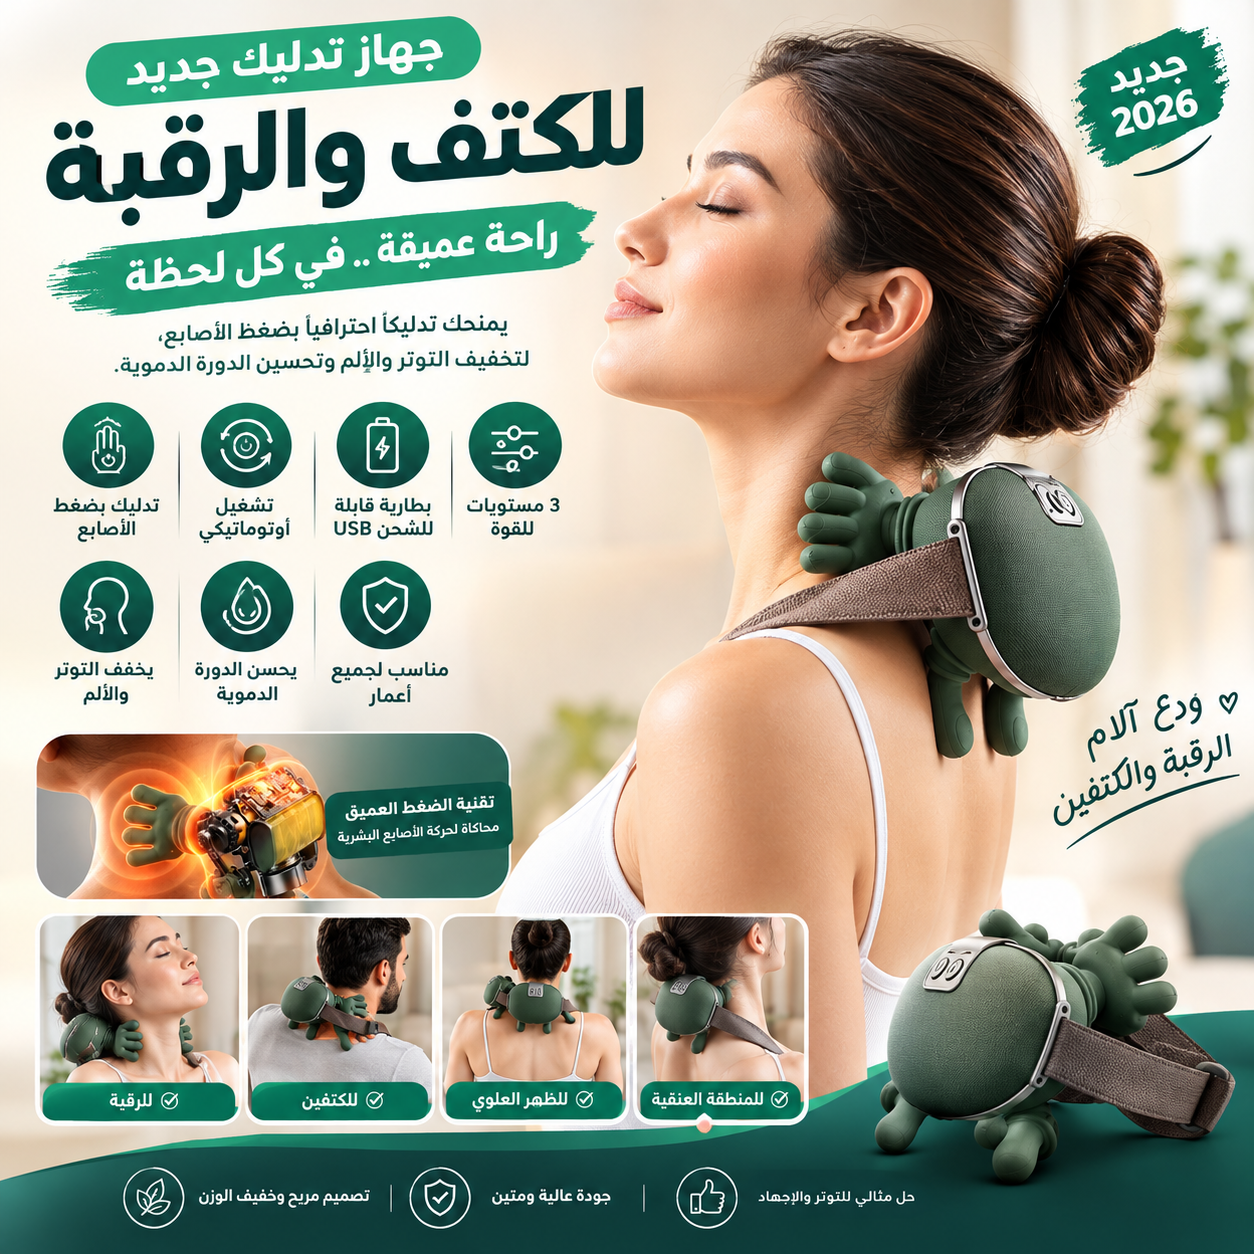 جهاز تدليك جديد
للكتف والرقبة
راحة عميقة .. في كل لحظة
يمنحك تدليكاً احترافياً بضغط الأصابع،
لتخفيف التوتر والألم وتحسين الدورة الدموية.
جديد
2026
3 مستويات
للقوة
بطارية قابلة
للشحن USB
تشغيل
أوتوماتيكي
تدليك بضغط
الأصابع
مناسب لجميع
أعمار
يحسن الدورة
الدموية
يخفف التوتر
والألم
ودع آلام
الرقبة والكتفين
تقنية الضغط العميق
محاكاة لحركة الأصابع البشرية
للمنطقة العنقية
للظهر العلوي
للكتفين
للرقبة
حل مثالي للتوتر والإجهاد
جودة عالية ومتين
تصميم مريح وخفيف الوزن